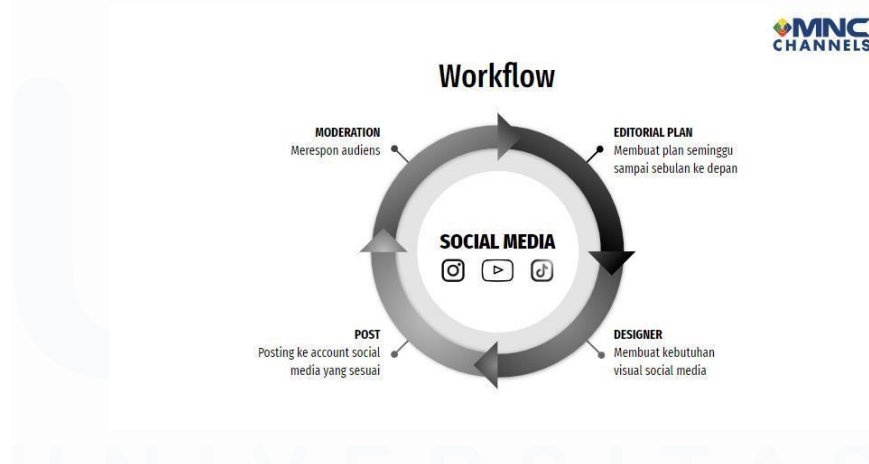 MNC
CHANNELS
Workflow
MODERATION
Merespon audiens
EDITORIAL PLAN
Membuat plan seminggu
sampai sebulan ke depan
SOCIAL MEDIA
POST
Posting ke account social
media yang sesuai
DESIGNER
Membuat kebutuhan
visual social media
UNIVERSITAS